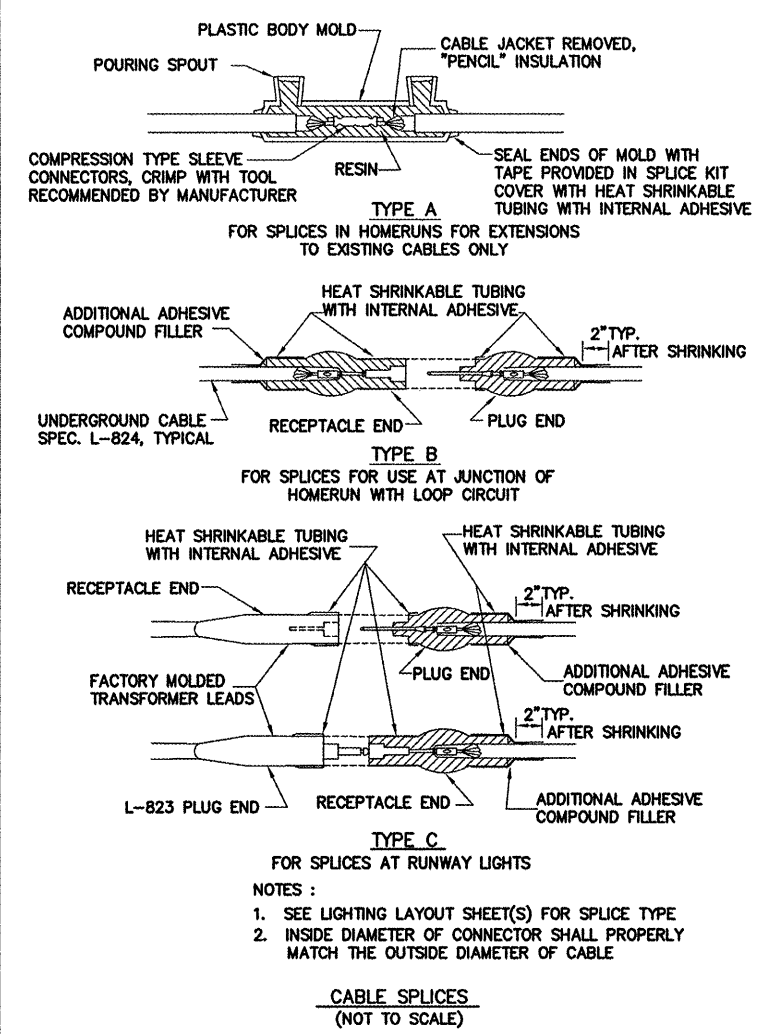 PLASTIC BODY MOLD
CABLE JACKET REMOVED,
"PENCIL" INSULATION
POURING SPOUT
COMPRESSION TYPE SLEEVE
CONNECTORS, CRIMP WITH TOOL
RECOMMENDED BY MANUFACTURER
RESIN
SEAL ENDS OF MOLD WITH
TAPE PROVIDED IN SPLICE KIT
COVER WITH HEAT SHRINKABLE
TUBING WITH INTERNAL ADHESIVE
TYPE A
FOR SPLICES IN HOMERUNS FOR EXTENSIONS
TO EXISTING CABLES ONLY
HEAT SHRINKABLE TUBING
WITH INTERNAL ADHESIVE
ADDITIONAL ADHESIVE
COMPOUND FILLER
2" TYP.
AFTER SHRINKING
UNDERGROUND CABLE
SPEC. L-824, TYPICAL
RECEPTACLE END
PLUG END
TYPE B
FOR SPLICES FOR USE AT JUNCTION OF
HOMERUN WITH LOOP CIRCUIT
HEAT SHRINKABLE TUBING
WITH INTERNAL ADHESIVE
HEAT SHRINKABLE TUBING
WITH INTERNAL ADHESIVE
RECEPTACLE END
2" TYP.
AFTER SHRINKING
PLUG END
FACTORY MOLDED
TRANSFORMER LEADS
ADDITIONAL ADHESIVE
COMPOUND FILLER
2" TYP.
AFTER SHRINKING
L-823 PLUG END
RECEPTACLE END
ADDITIONAL ADHESIVE
COMPOUND FILLER
TYPE C
FOR SPLICES AT RUNWAY LIGHTS
NOTES :
1. SEE LIGHTING LAYOUT SHEET(S) FOR SPLICE TYPE
2. INSIDE DIAMETER OF CONNECTOR SHALL PROPERLY
MATCH THE OUTSIDE DIAMETER OF CABLE
CABLE SPLICES
(NOT TO SCALE)